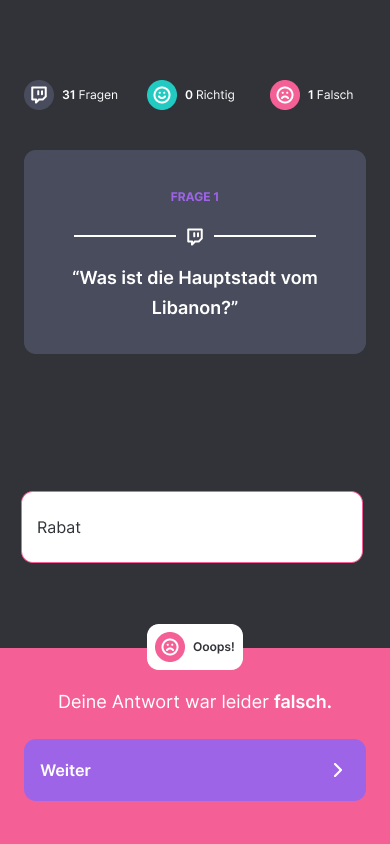 31 Fragen
0 Richtig
1 Falsch
FRAGE 1
“Was ist die Hauptstadt vom
Libanon?”
Rabat
Ooops!
Deine Antwort war leider falsch.
Weiter